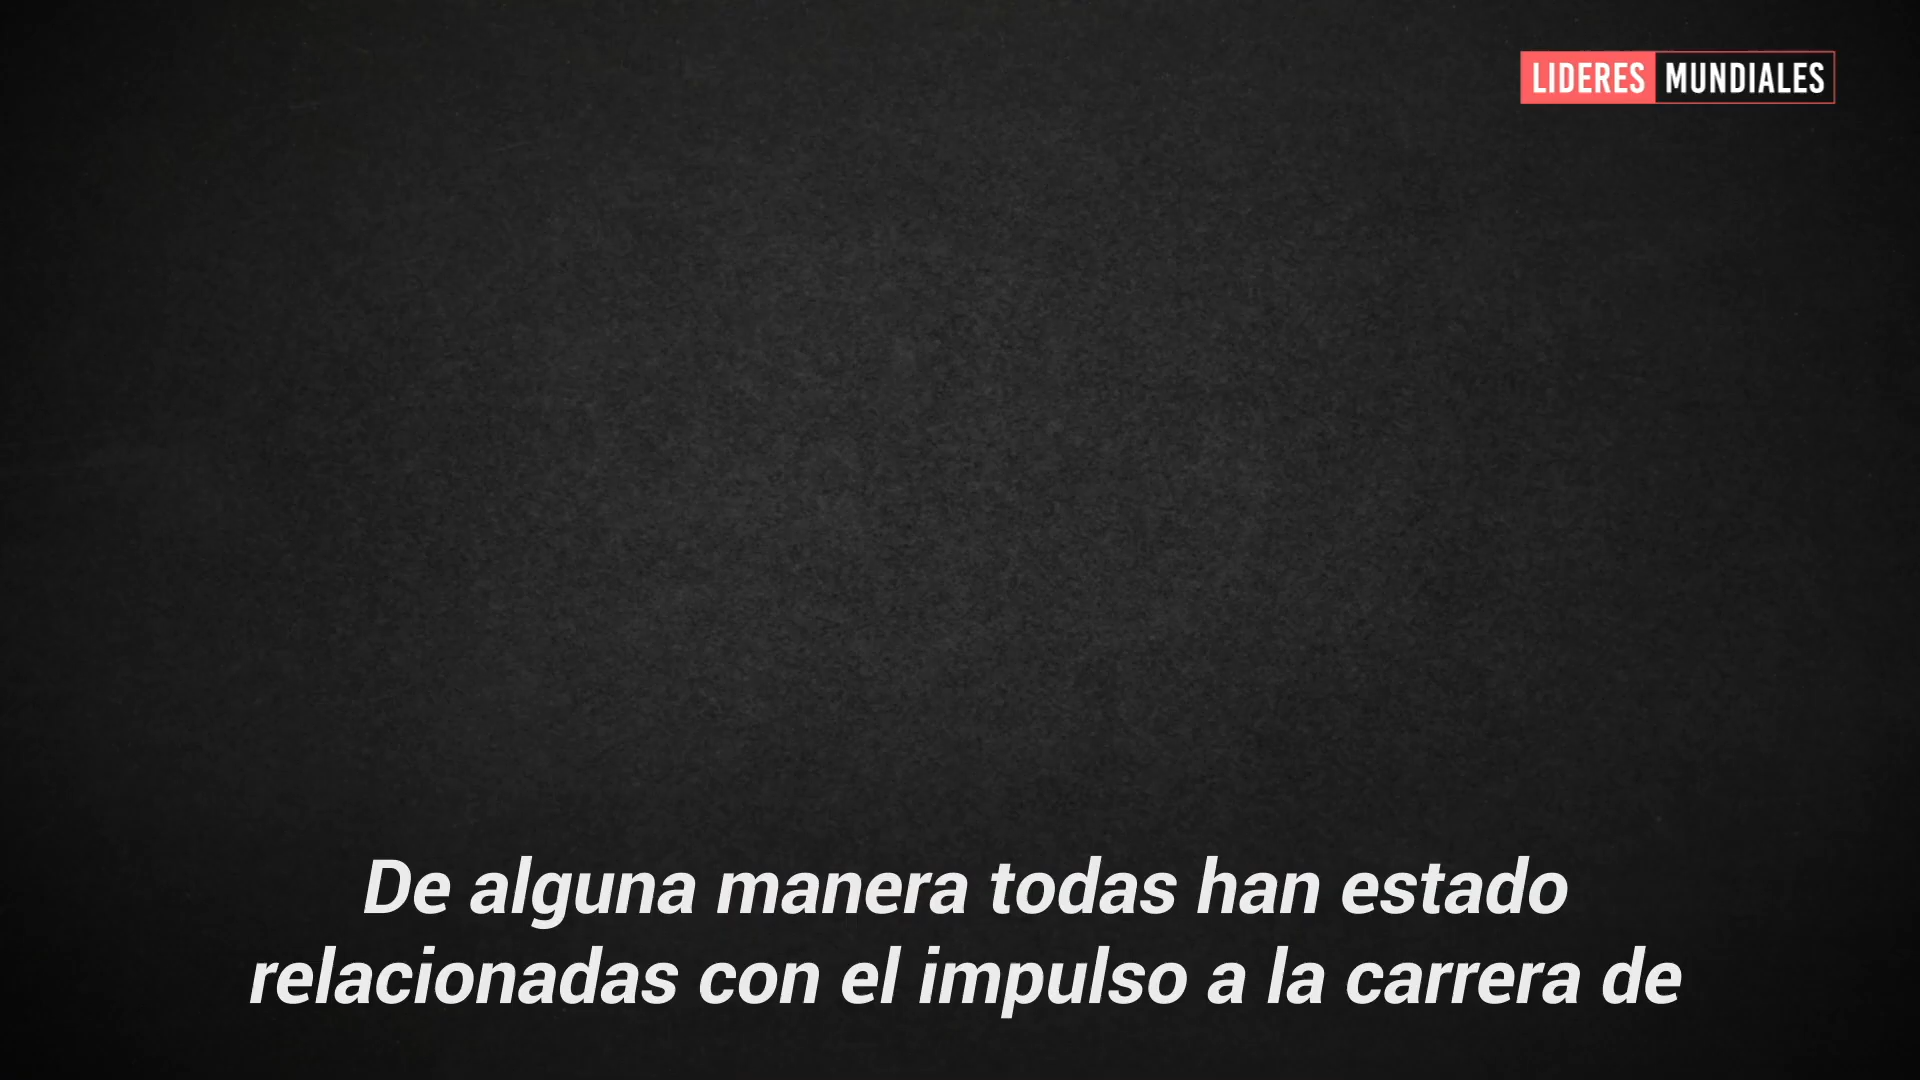 LIDERES MUNDIALES
De alguna manera todas han estado
relacionadas con el impulso a la carrera de